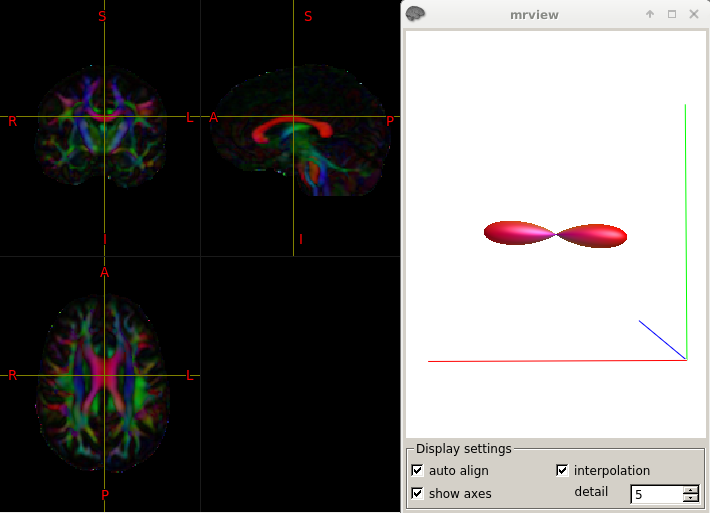 S
R
L
I
S
A
P
I
A
R
L
P
mrview
Display settings
auto align
interpolation
show axes
detail
5